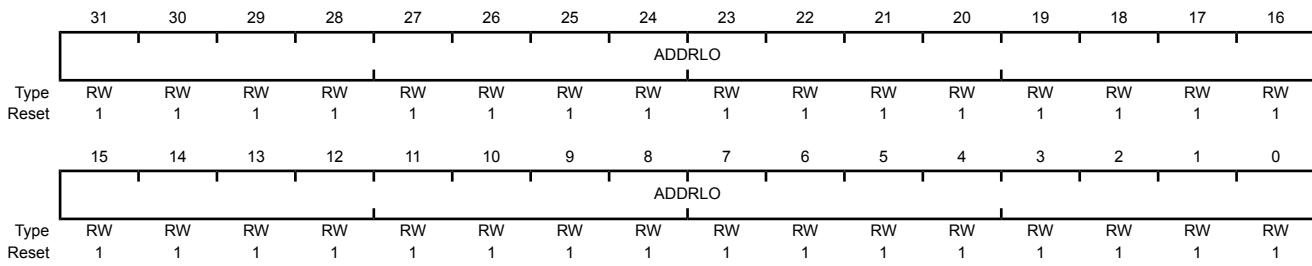 31 30 29 28 27 26 25 24 23 22 21 20 19 18 17 16
ADDRLO
Type RW RW RW RW RW RW RW RW RW RW RW RW RW RW RW RW
Reset 1 1 1 1 1 1 1 1 1 1 1 1 1 1 1 1
15 14 13 12 11 10 9 8 7 6 5 4 3 2 1 0
ADDRLO
Type RW RW RW RW RW RW RW RW RW RW RW RW RW RW RW RW
Reset 1 1 1 1 1 1 1 1 1 1 1 1 1 1 1 1